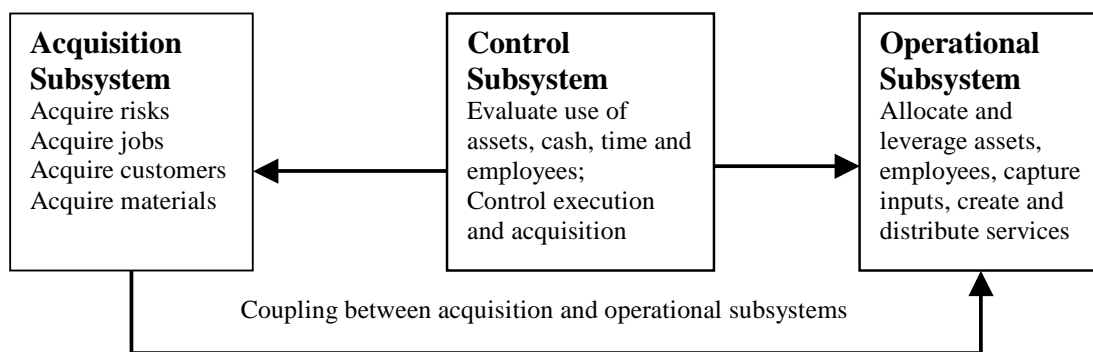 Acquisition
Subsystem
Acquire risks
Acquire jobs
Acquire customers
Acquire materials
Control
Subsystem
Evaluate use of
assets, cash, time and
employees;
Control execution
and acquisition
Operational
Subsystem
Allocate and
leverage assets,
employees, capture
inputs, create and
distribute services
Coupling between acquisition and operational subsystems